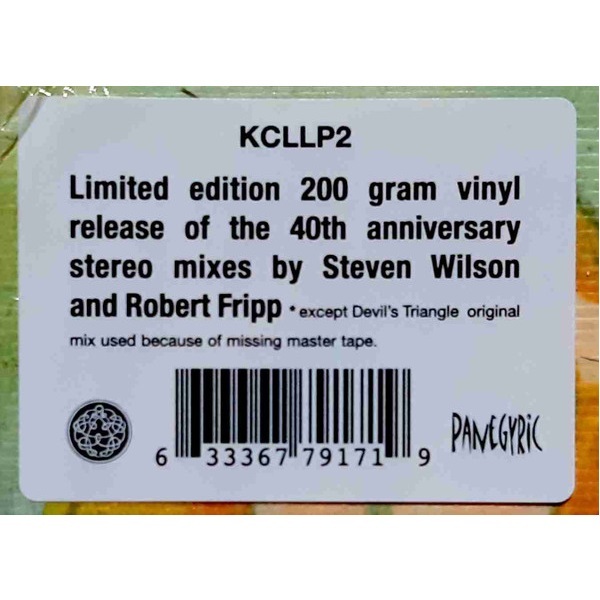 KCLLP2
Limited edition 200 gram vinyl
release of the 40th anniversary
stereo mixes by Steven Wilson
and Robert Fripp *except Devil's Triangle original
mix used because of missing master tape.
6 33367 79171 9
PANEGYRIC